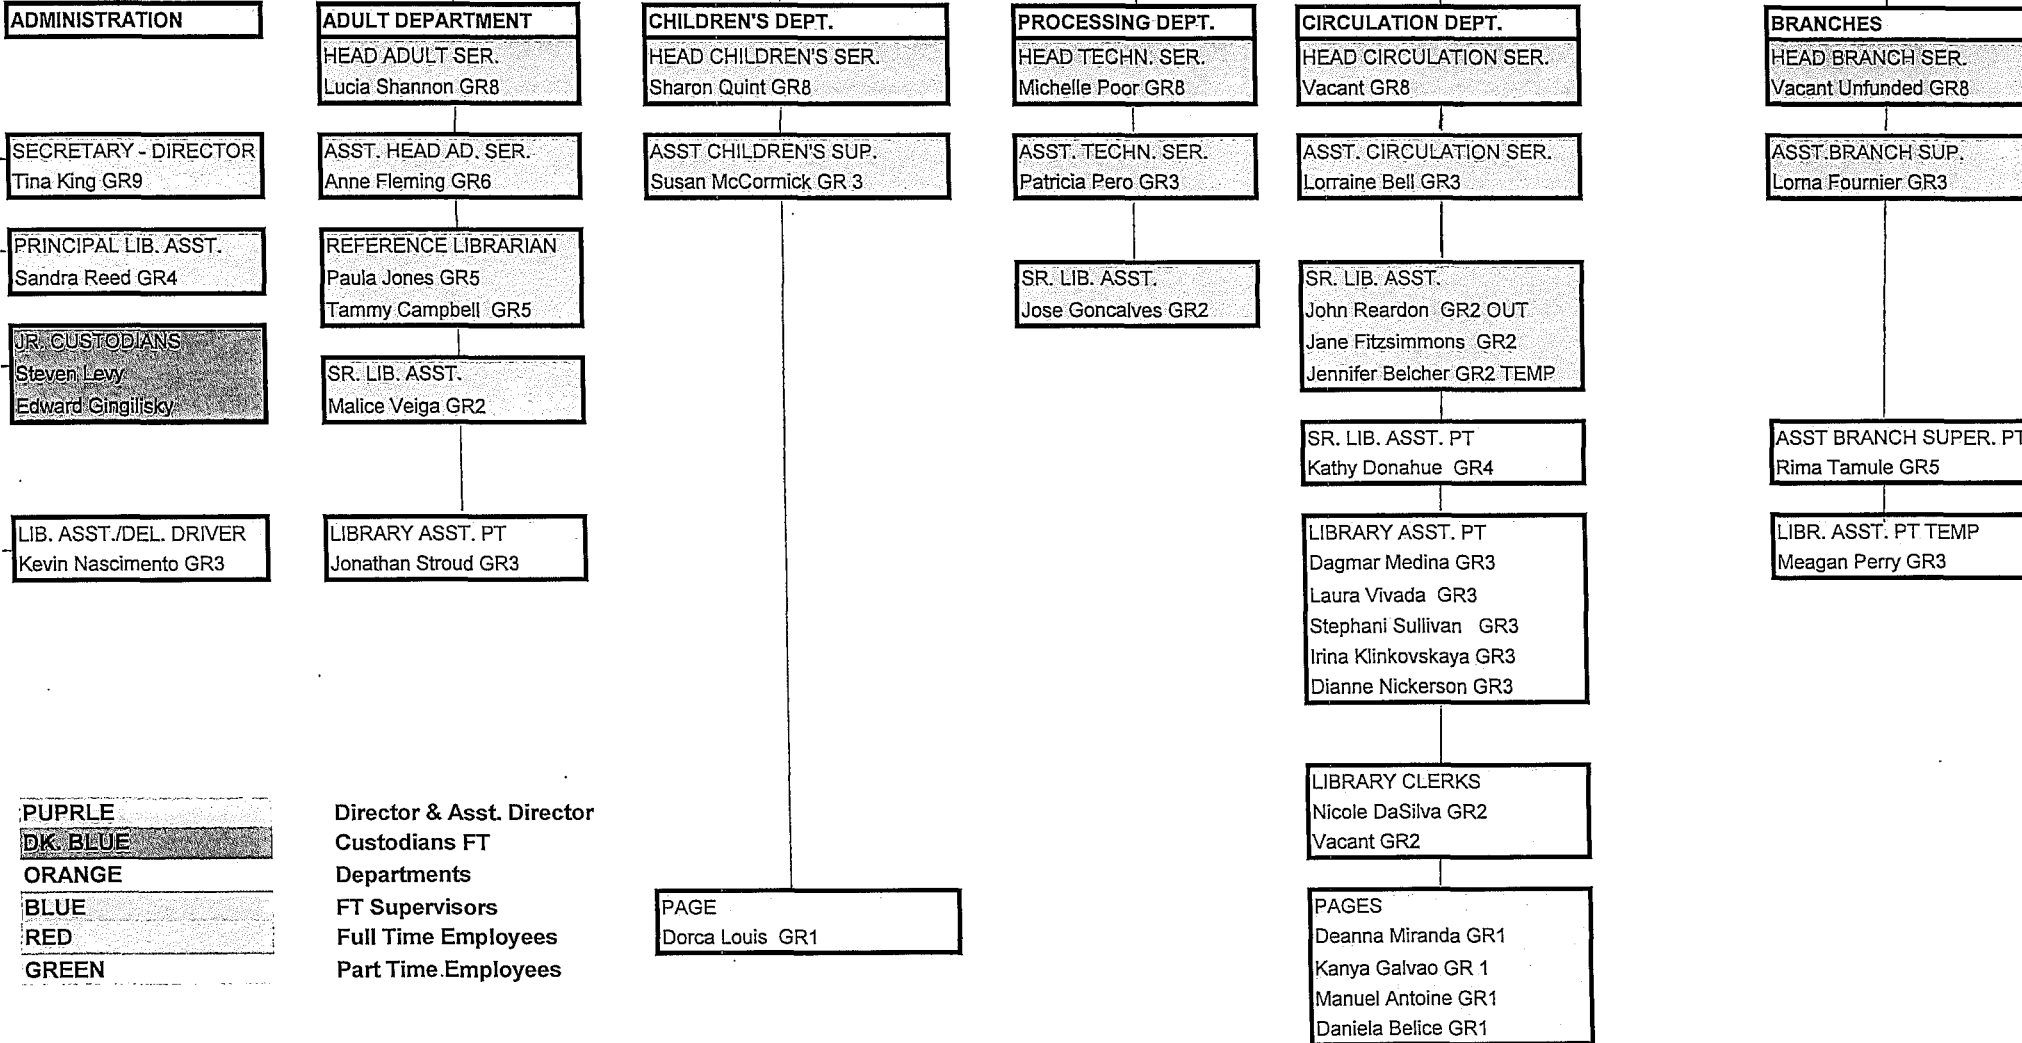 ADMINISTRATION
SECRETARY - DIRECTOR
Tina King GR9
PRINCIPAL LIB. ASST.
Sandra Reed GR4
JR. CUSTODIANS
Steven Levy
Edward Gingilisky
LIB. ASST./DEL. DRIVER
Kevin Nascimento GR3
ADULT DEPARTMENT
HEAD ADULT SER.
Lucia Shannon GR8
ASST. HEAD AD. SER.
Anne Fleming GR6
REFERENCE LIBRARIAN
Paula Jones GR5
Tammy Campbell GR5
SR. LIB. ASST.
Malice Veiga GR2
LIBRARY ASST. PT
Jonathan Stroud GR3
CHILDREN'S DEPT.
HEAD CHILDREN'S SER.
Sharon Quint GR8
ASST CHILDREN'S SUP.
Susan McCormick GR 3
PAGE
Dorca Louis GR1
PROCESSING DEPT.
HEAD TECHN. SER.
Michelle Poor GR8
ASST. TECHN. SER.
Patricia Pero GR3
SR. LIB. ASST.
Jose Goncalves GR2
CIRCULATION DEPT.
HEAD CIRCULATION SER.
Vacant GR8
ASST. CIRCULATION SER.
Lorraine Bell GR3
SR. LIB. ASST.
John Reardon GR2 OUT
Jane Fitzsimmons GR2
Jennifer Belcher GR2 TEMP
SR. LIB. ASST. PT
Kathy Donahue GR4
LIBRARY ASST. PT
Dagmar Medina GR3
Laura Vivada GR3
Stephani Sullivan GR3
Irina Klinkovskaya GR3
Dianne Nickerson GR3
LIBRARY CLERKS
Nicole DaSilva GR2
Vacant GR2
PAGES
Deanna Miranda GR1
Kanya Galvao GR 1
Manuel Antoine GR1
Daniela Belice GR1
BRANCHES
HEAD BRANCH SER.
Vacant Unfunded GR8
ASST.BRANCH SUP.
Lorna Fournier GR3
ASST BRANCH SUPER. PT
Rima Tamule GR5
LIBR. ASST. PT TEMP
Meagan Perry GR3
PUPRLE Director & Asst. Director
DK. BLUE Custodians FT
ORANGE Departments
BLUE FT Supervisors
RED Full Time Employees
GREEN Part Time Employees